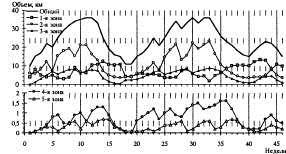 Объем, км
40
Общий
1-я зона
30
2-я зона
3-я зона
20
10
0
2
4-я зона
1,5
5-я зона
1
0,5
0
0 5 10 15 20 25 30 35 40 45
Недели